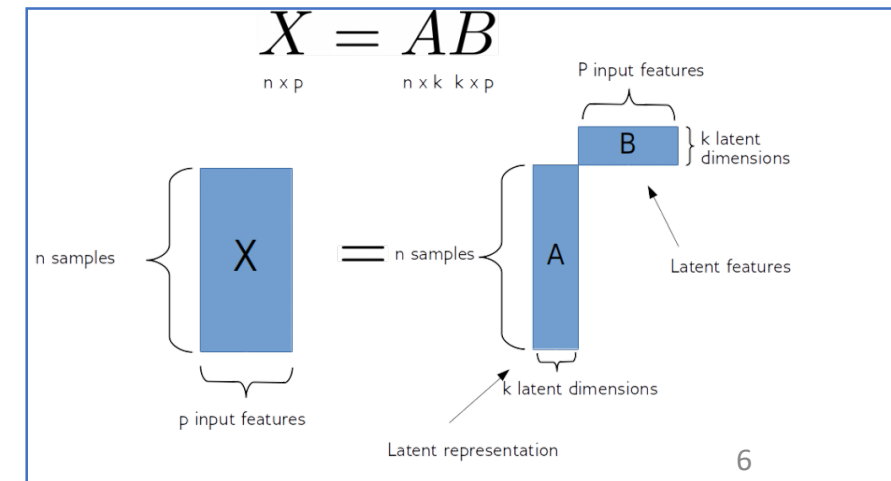 X = AB
n x p
n x k k x p
P input features
B
k latent
dimensions
n samples
X
=
n samples
A
Latent features
k latent dimensions
p input features
Latent representation
6